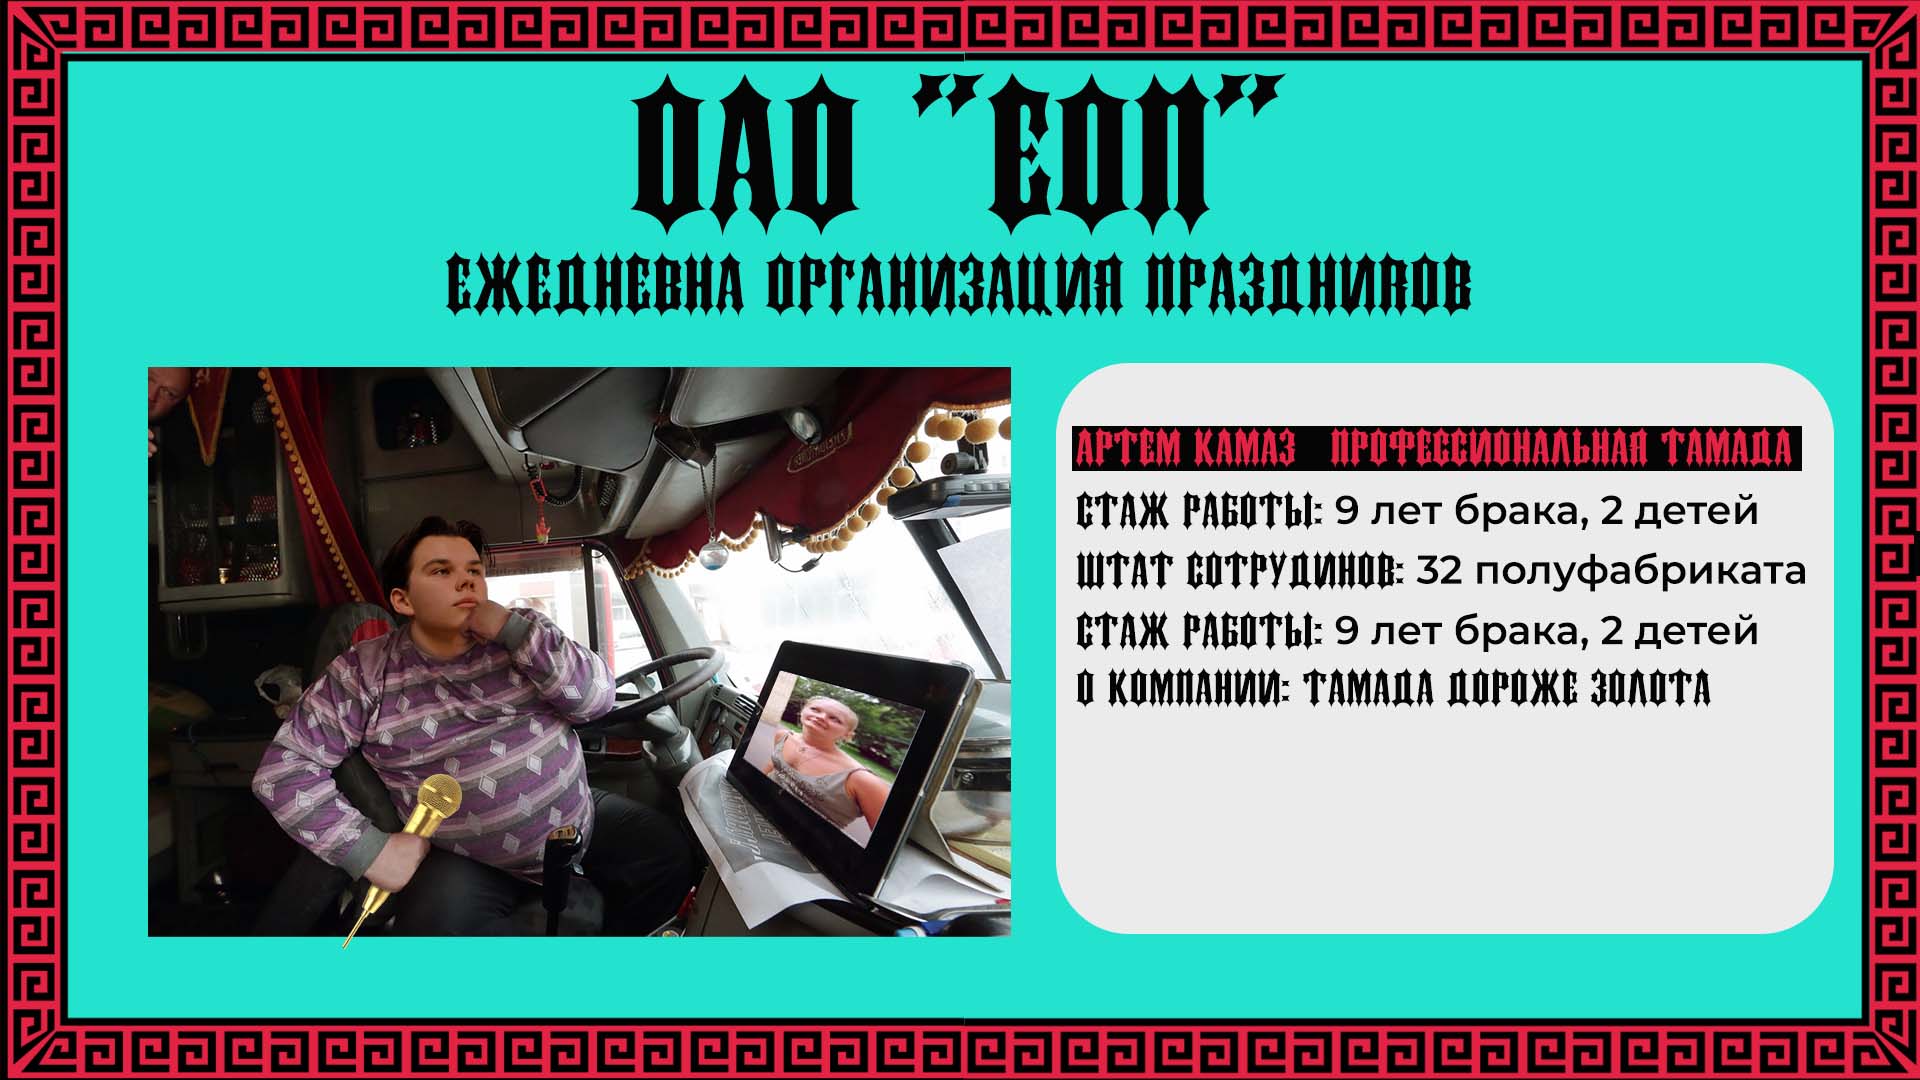 ОАО "ЕОП"
ЕЖЕДНЕВНА ОРГАНИЗАЦИЯ ПРАЗДНИКОВ
АРТЕМ КАМАЗ ПРОФЕССИОНАЛЬНАЯ ТАМАДА
СТАЖ РАБОТЫ: 9 лет брака, 2 детей
ШТАТ СОТРУДИНОВ: 32 полуфабриката
СТАЖ РАБОТЫ: 9 лет брака, 2 детей
О КОМПАНИИ: ТАМАДА ДОРОЖЕ ЗОЛОТА